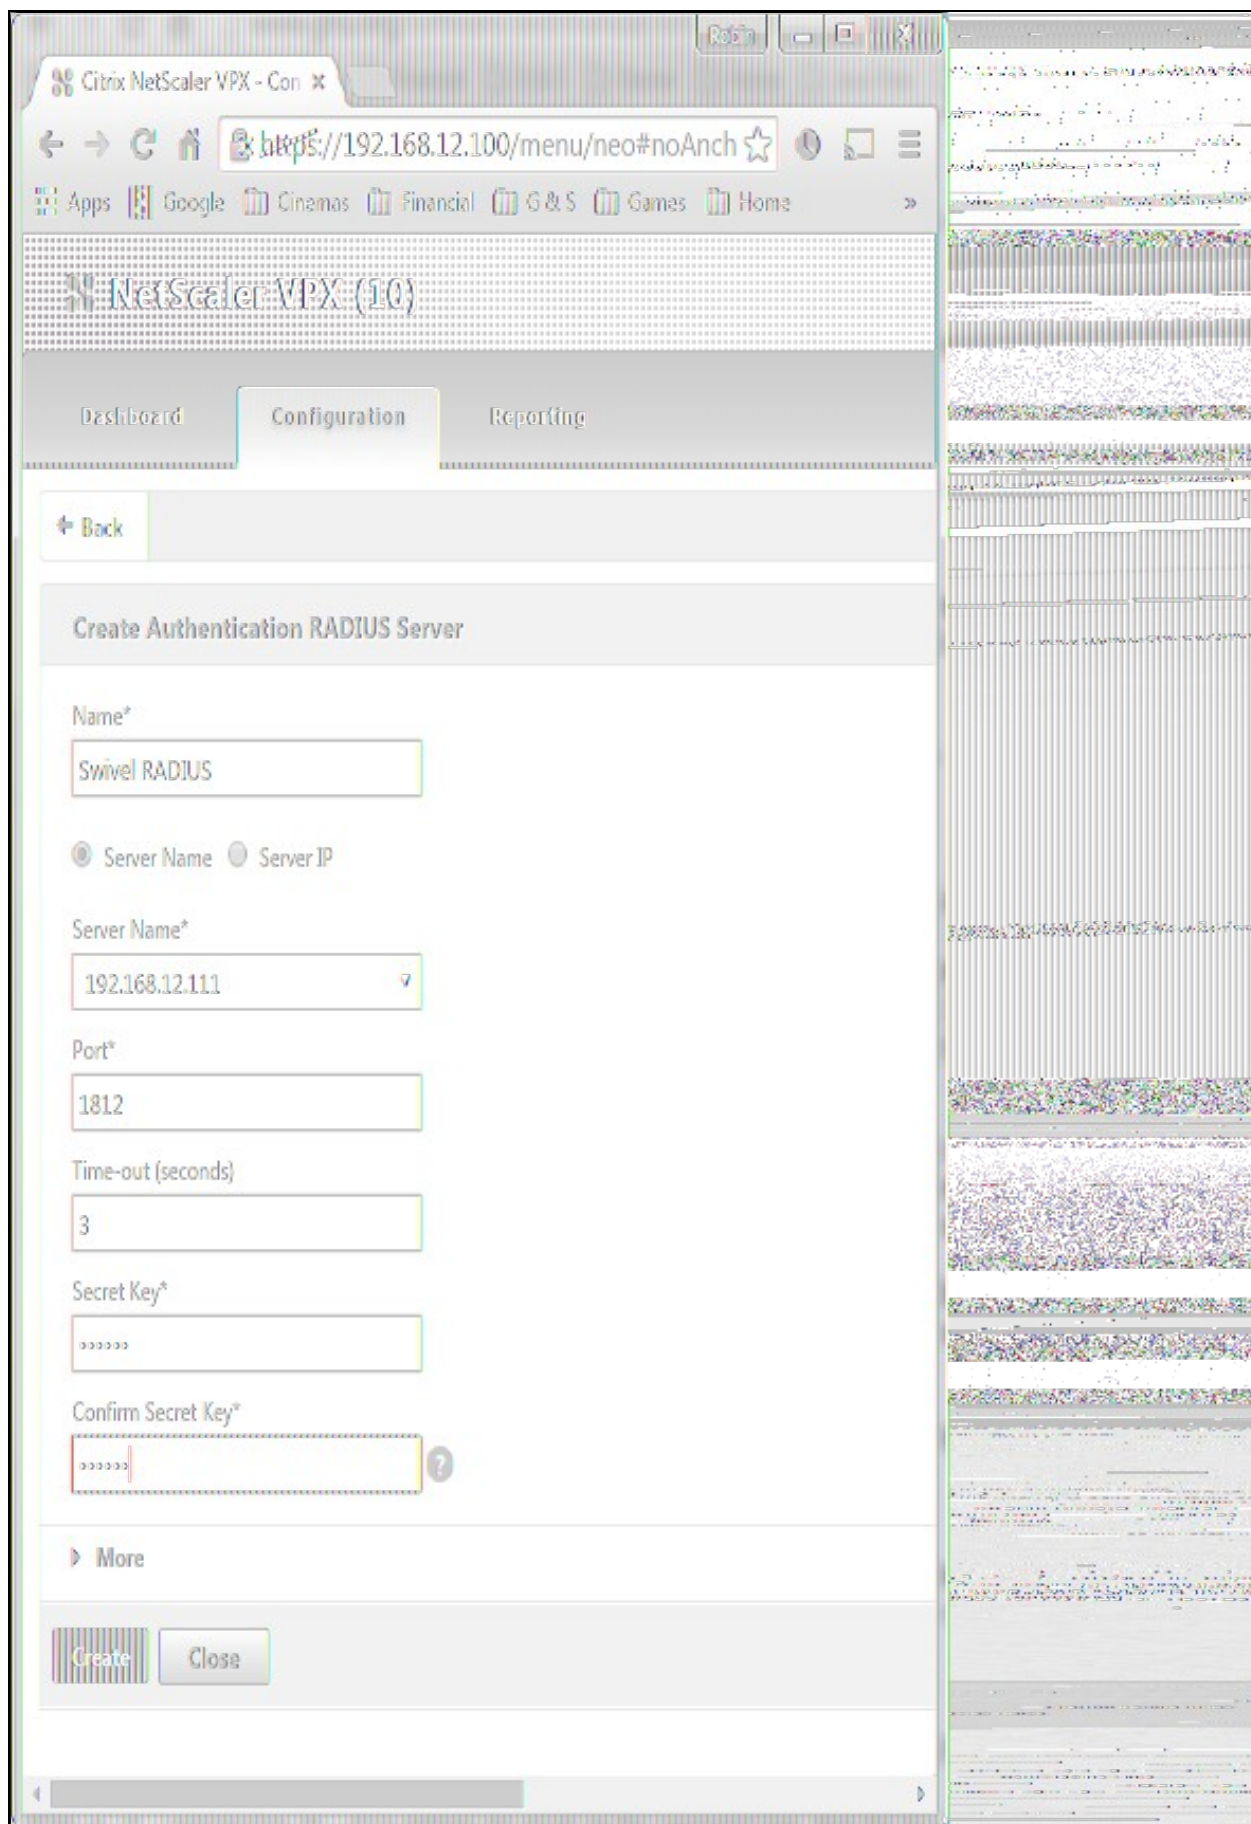 Robin
Citrix NetScaler VPX - Con
https://192.168.12.100/menu/neo#noAnch
Apps Google Cinemas Financial G & S Games Home »
NetScaler VPX (10)
Dashboard Configuration Reporting
Back
Create Authentication RADIUS Server
Name*
Swivel RADIUS
Server Name Server IP
Server Name*
192.168.12.111
Port*
1812
Time-out (seconds)
3
Secret Key*
Confirm Secret Key*
?
More
Create Close